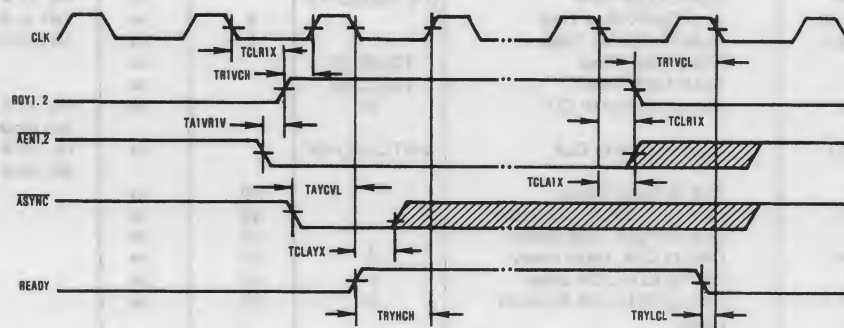 CLK
TCLR1X
TR1VCL
TR1VCH
RDY1, 2
TA1VR1V
TCLR1X
AEN1,2
TAYCVL
TCLA1X
ASYNC
TCLAYX
READY
TRYHCH
TRYLCL